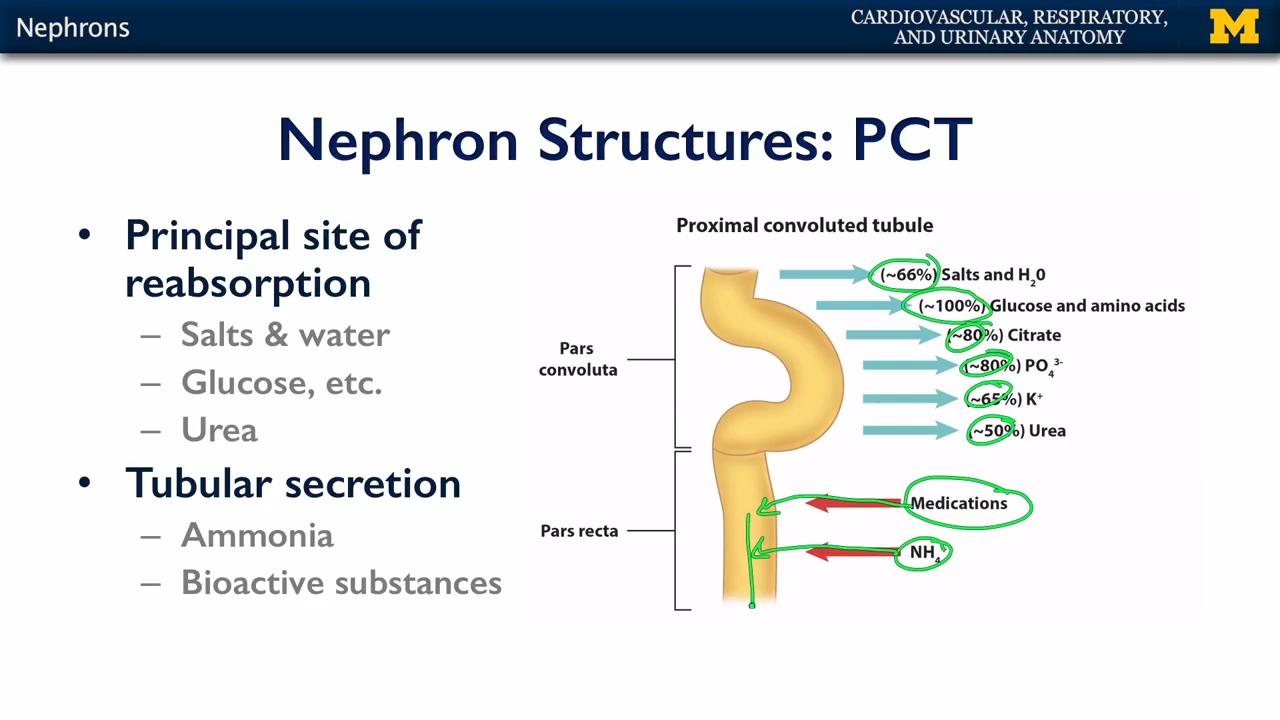 Nephrons
CARDIOVASCULAR, RESPIRATORY,
AND URINARY ANATOMY
M
Nephron Structures: PCT
• Principal site of
reabsorption
– Salts & water
– Glucose, etc.
– Urea
• Tubular secretion
– Ammonia
– Bioactive substances
Proximal convoluted tubule
(~66%) Salts and H₂0
(~100%) Glucose and amino acids
(~80%) Citrate
(~80%) PO₄³⁻
(~65%) K⁺
(~50%) Urea
Pars
convoluta
Medications
Pars recta
NH₄